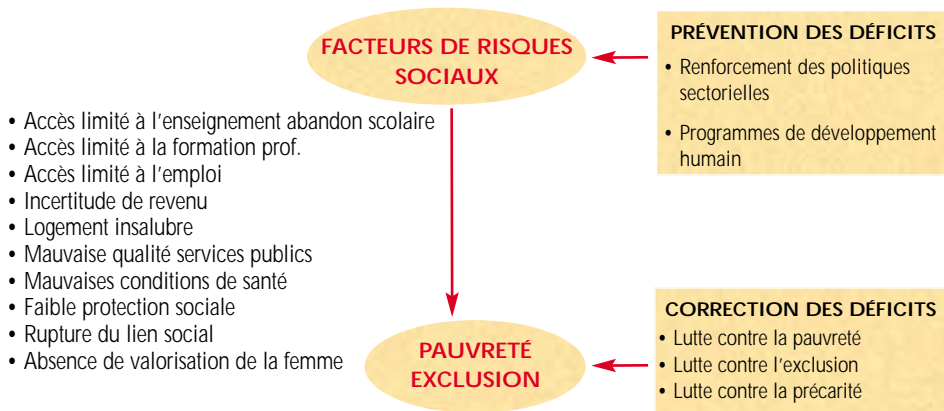 FACTEURS DE RISQUES
SOCIAUX
PRÉVENTION DES DÉFICITS
• Renforcement des politiques
sectorielles
• Programmes de développement
humain
• Accès limité à l'enseignement abandon scolaire
• Accès limité à la formation prof.
• Accès limité à l'emploi
• Incertitude de revenu
• Logement insalubre
• Mauvaise qualité services publics
• Mauvaises conditions de santé
• Faible protection sociale
• Rupture du lien social
• Absence de valorisation de la femme
PAUVRETÉ
EXCLUSION
CORRECTION DES DÉFICITS
• Lutte contre la pauvreté
• Lutte contre l'exclusion
• Lutte contre la précarité